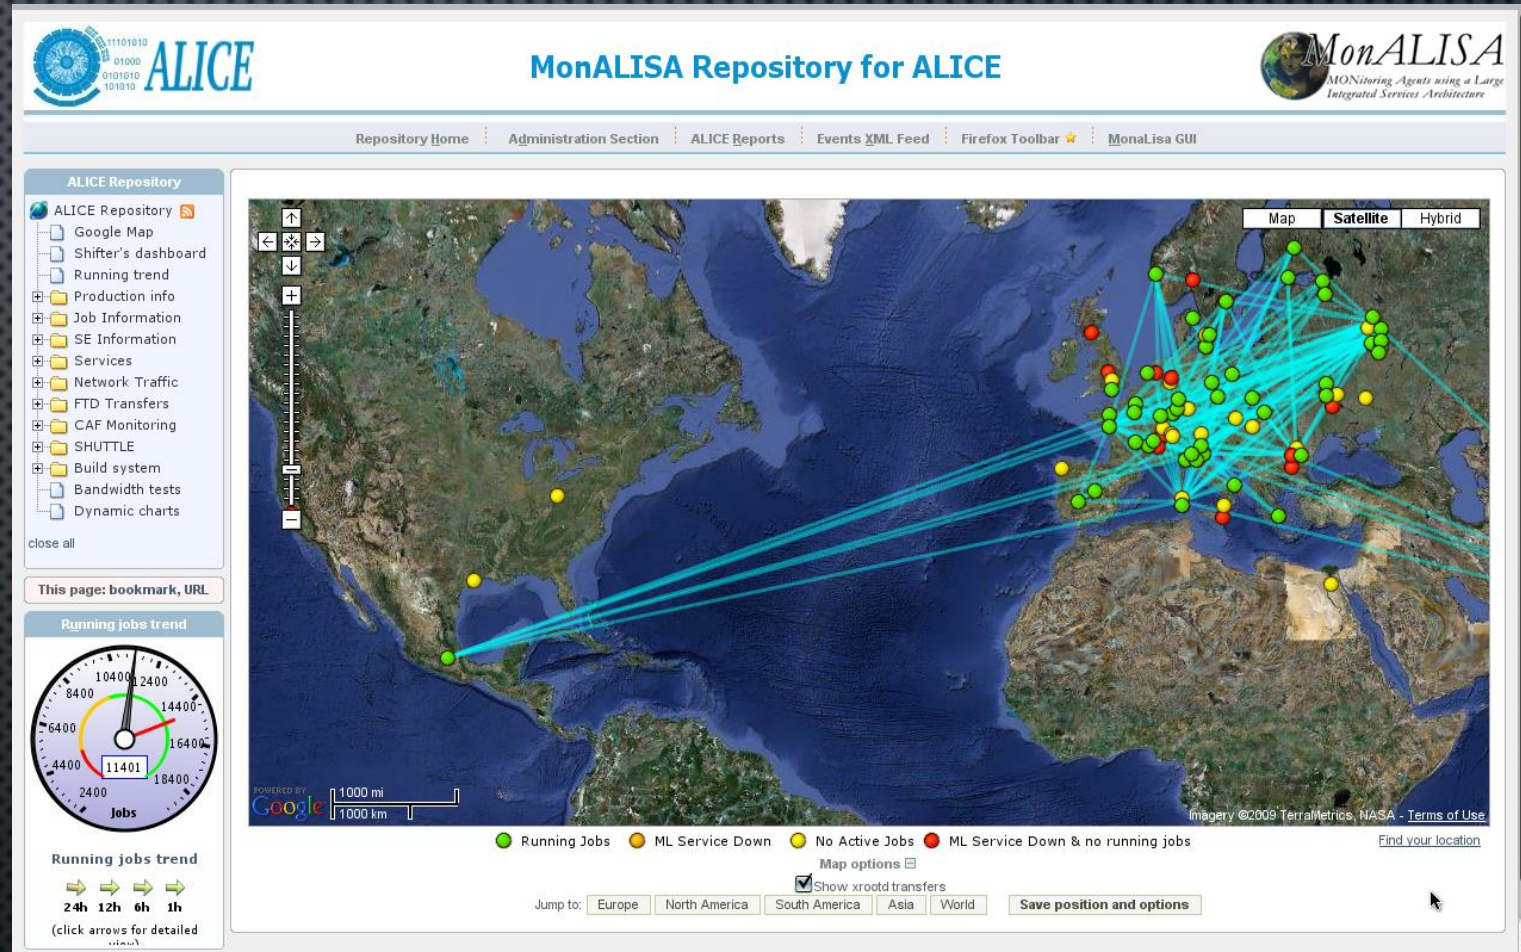 11101010
01000
0101010
101010
ALICE
MonALISA Repository for ALICE
MonALISA
MONitoring Agents using a Large
Integrated Services Architecture
Repository Home
Administration Section
ALICE Reports
Events XML Feed
Firefox Toolbar
MonaLisa GUI
ALICE Repository
ALICE Repository
Google Map
Shifter's dashboard
Running trend
Production info
Job Information
SE Information
Services
Network Traffic
FTD Transfers
CAF Monitoring
SHUTTLE
Build system
Bandwidth tests
Dynamic charts
close all
This page: bookmark, URL
Running jobs trend
2400
4400
6400
8400
10400
12400
14400
16400
18400
11401
Jobs
Running jobs trend
24h 12h 6h 1h
(click arrows for detailed
view)
Map Satellite Hybrid
POWERED BY
Google
1000 mi
1000 km
Imagery ©2009 TerraMetrics, NASA - Terms of Use
Running Jobs ML Service Down No Active Jobs ML Service Down & no running jobs
Find your location
Map options
Show xrootd transfers
Jump to: Europe North America South America Asia World Save position and options